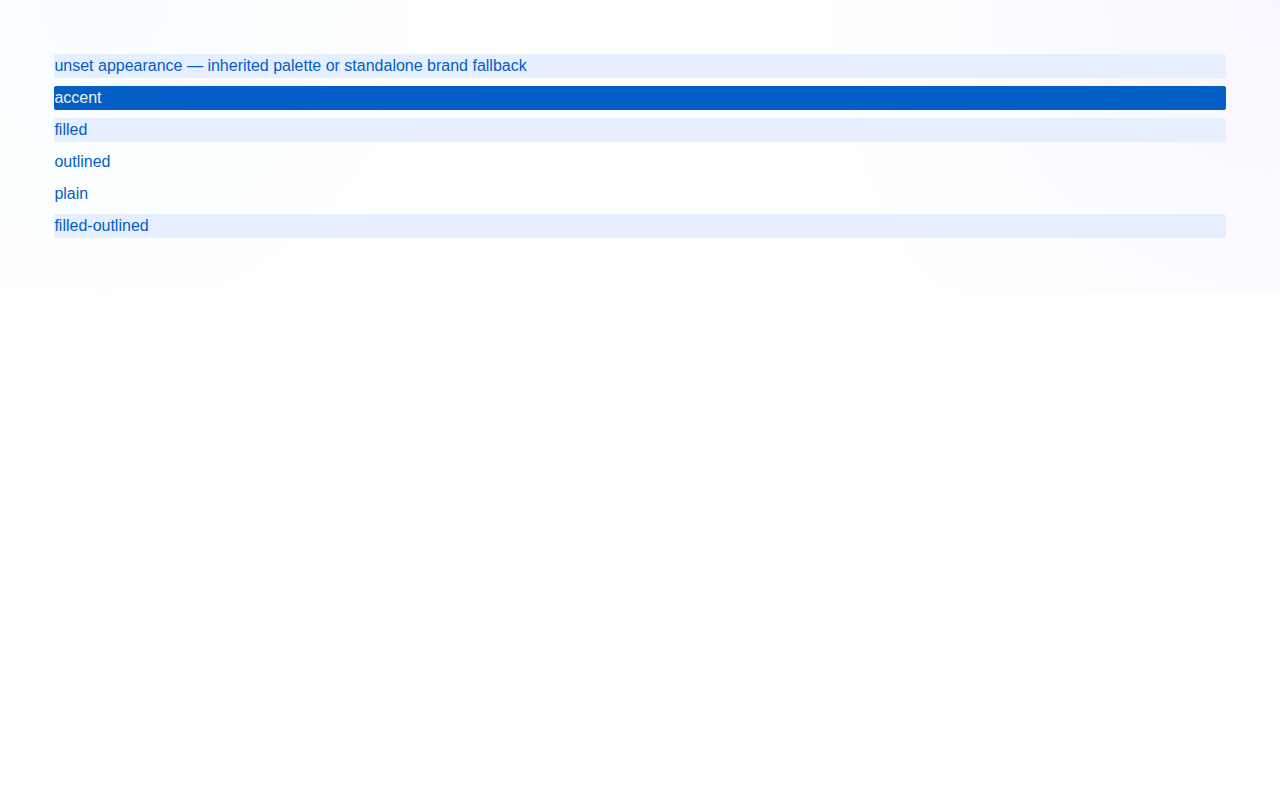 unset appearance — inherited palette or standalone brand fallback
accent
filled
outlined
plain
filled-outlined